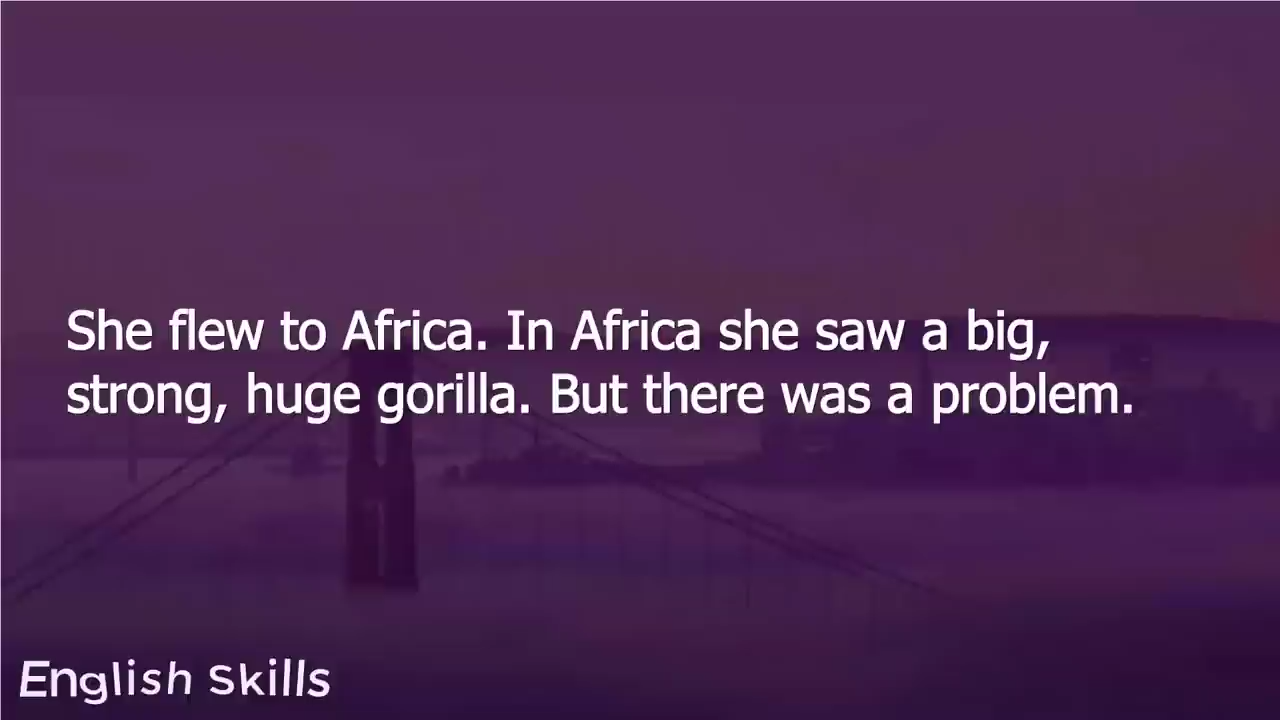 She flew to Africa. In Africa she saw a big,
strong, huge gorilla. But there was a problem.
English Skills